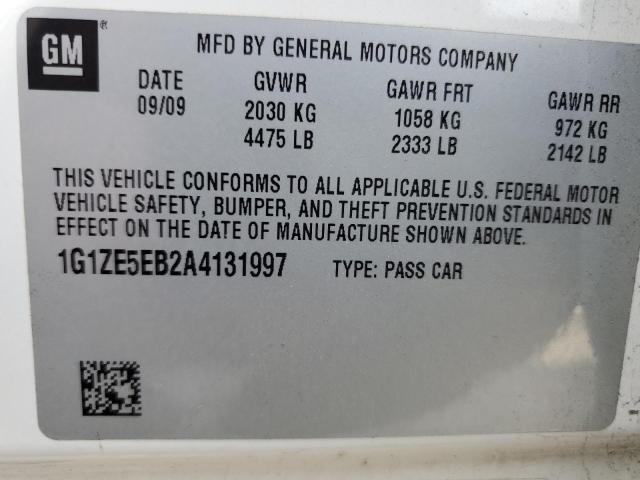 GM®
MFD BY GENERAL MOTORS COMPANY
DATE GVWR GAWR FRT GAWR RR
09/09 2030 KG 1058 KG 972 KG
4475 LB 2333 LB 2142 LB
THIS VEHICLE CONFORMS TO ALL APPLICABLE U.S. FEDERAL MOTOR
VEHICLE SAFETY, BUMPER, AND THEFT PREVENTION STANDARDS IN
EFFECT ON THE DATE OF MANUFACTURE SHOWN ABOVE.
1G1ZE5EB2A4131997 TYPE: PASS CAR